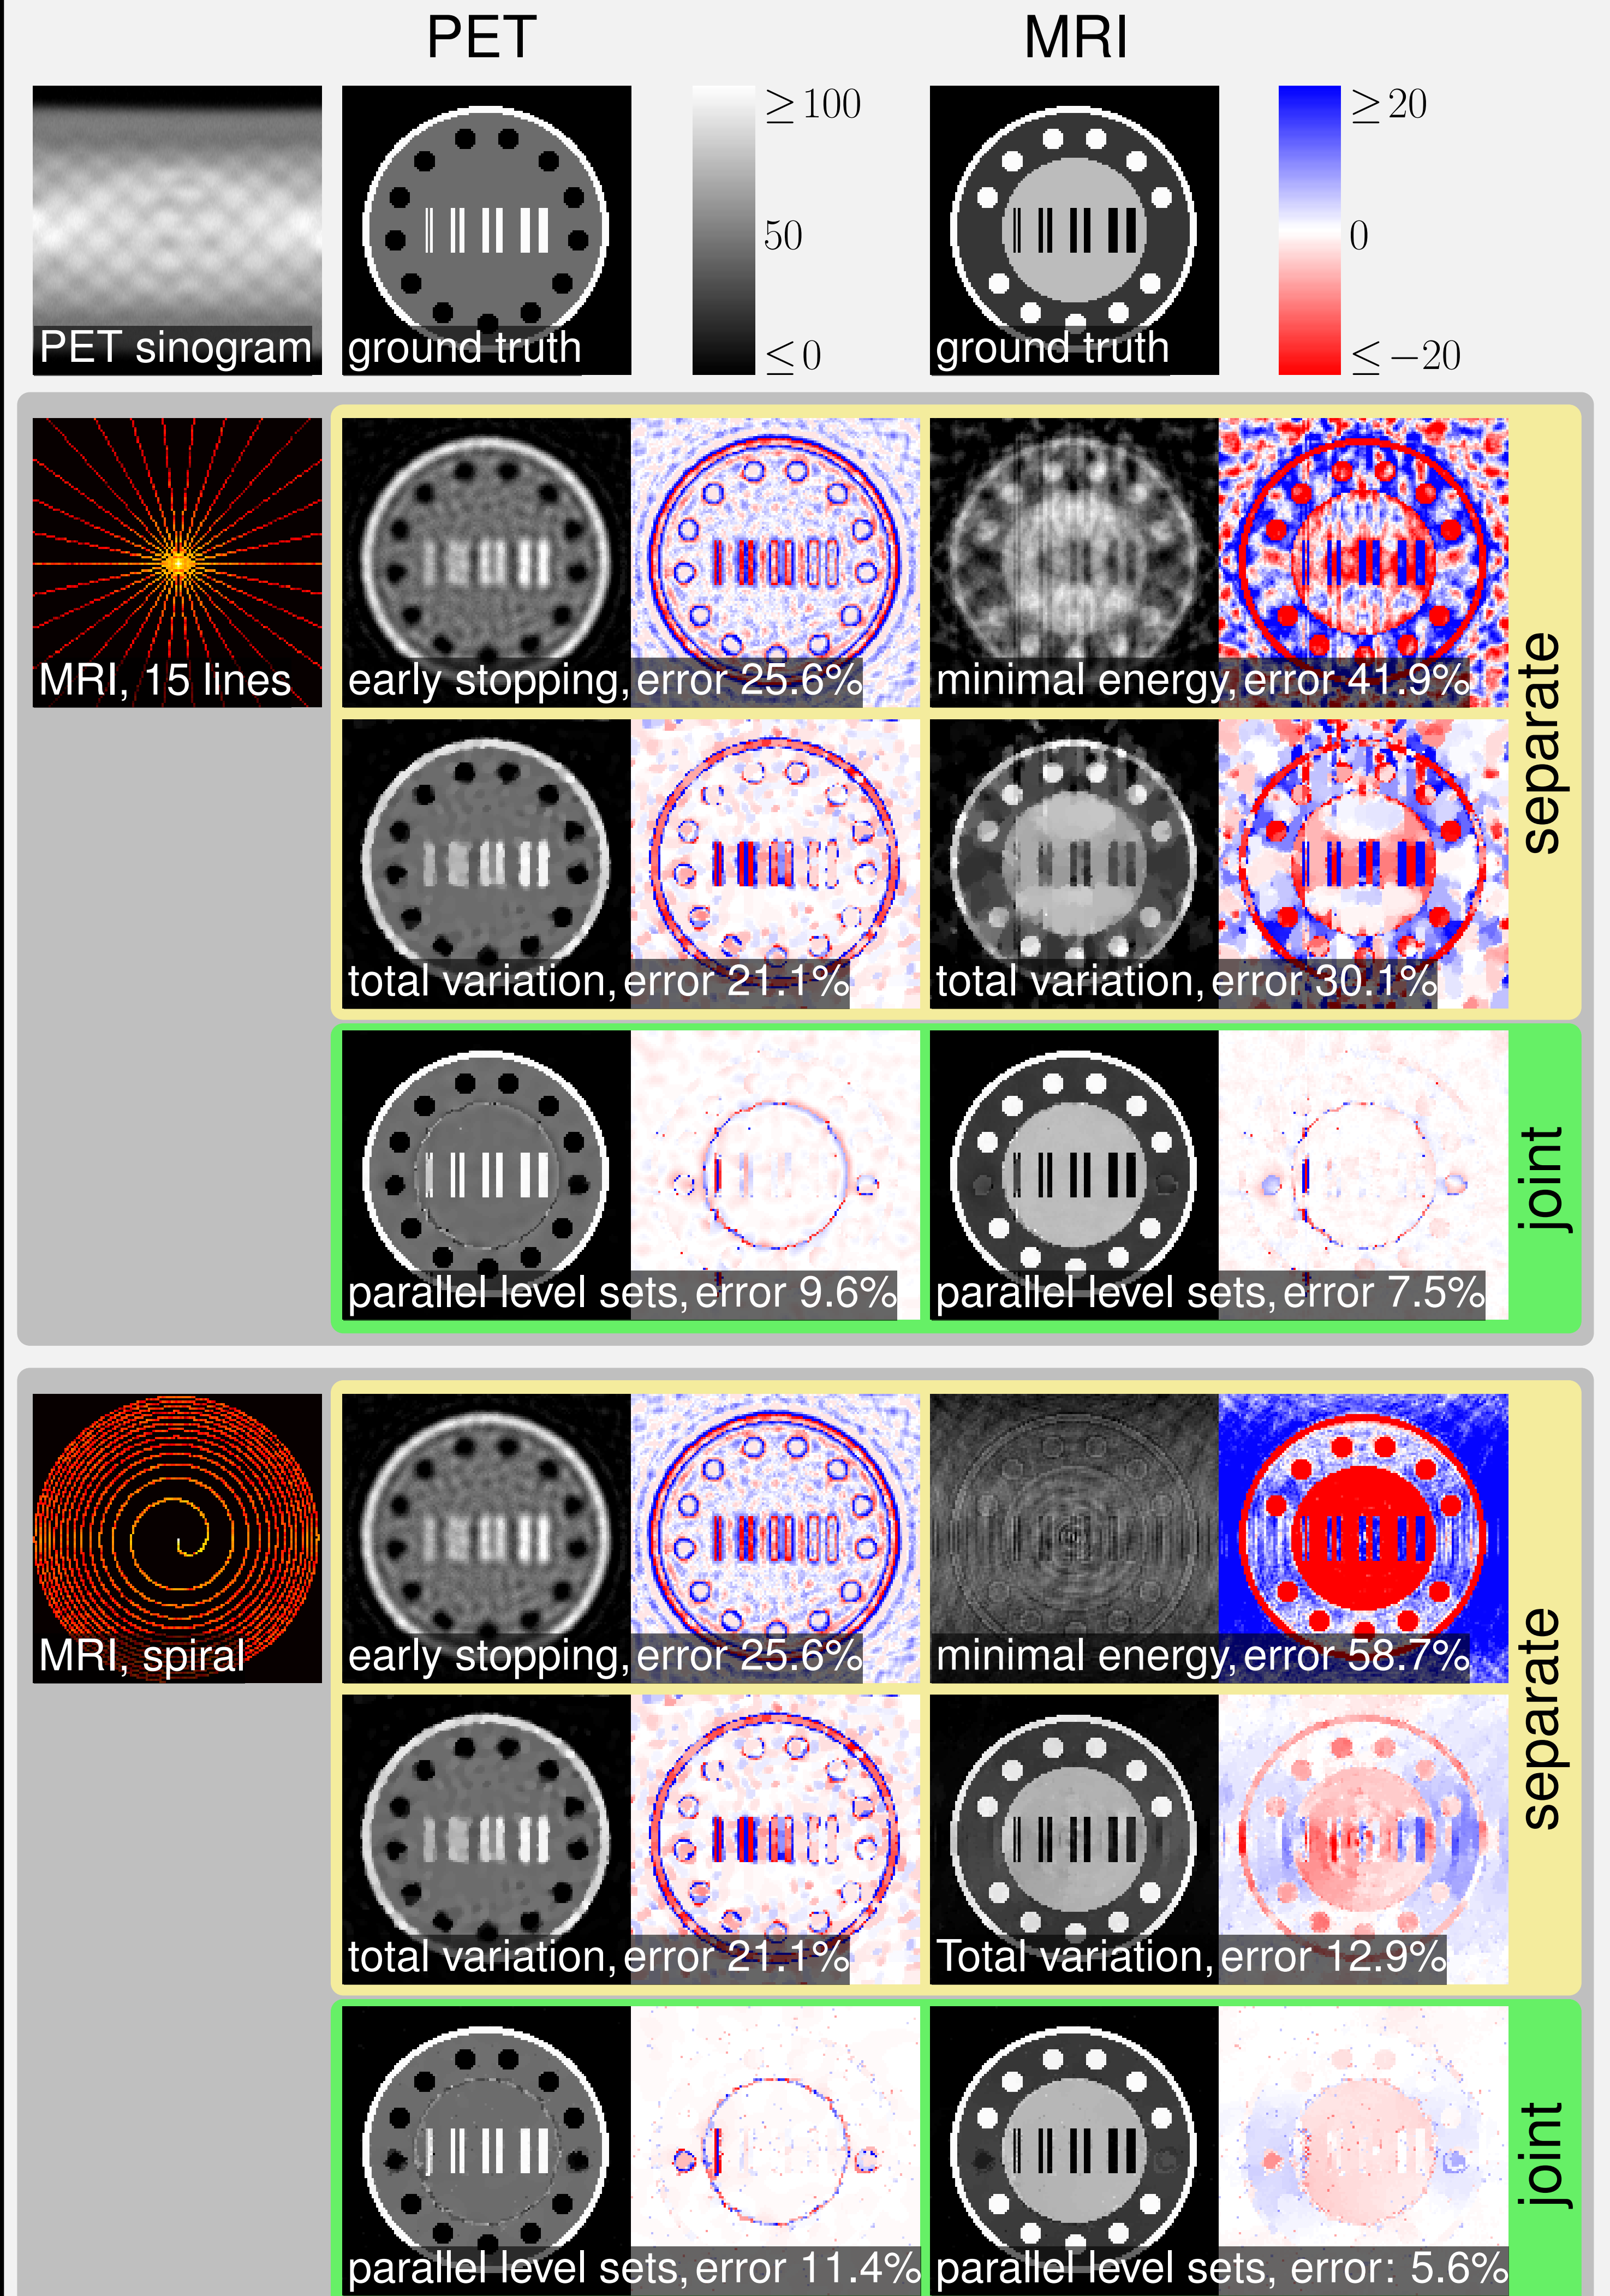 PET
MRI
PET sinogram
ground truth
≥100
50
≤0
ground truth
≥20
0
≤−20
MRI, 15 lines
early stopping, error 25.6%
minimal energy, error 41.9%
total variation, error 21.1%
total variation, error 30.1%
separate
parallel level sets, error 9.6%
parallel level sets, error 7.5%
joint
MRI, spiral
early stopping, error 25.6%
minimal energy, error 58.7%
total variation, error 21.1%
Total variation, error 12.9%
separate
parallel level sets, error 11.4%
parallel level sets, error: 5.6%
joint